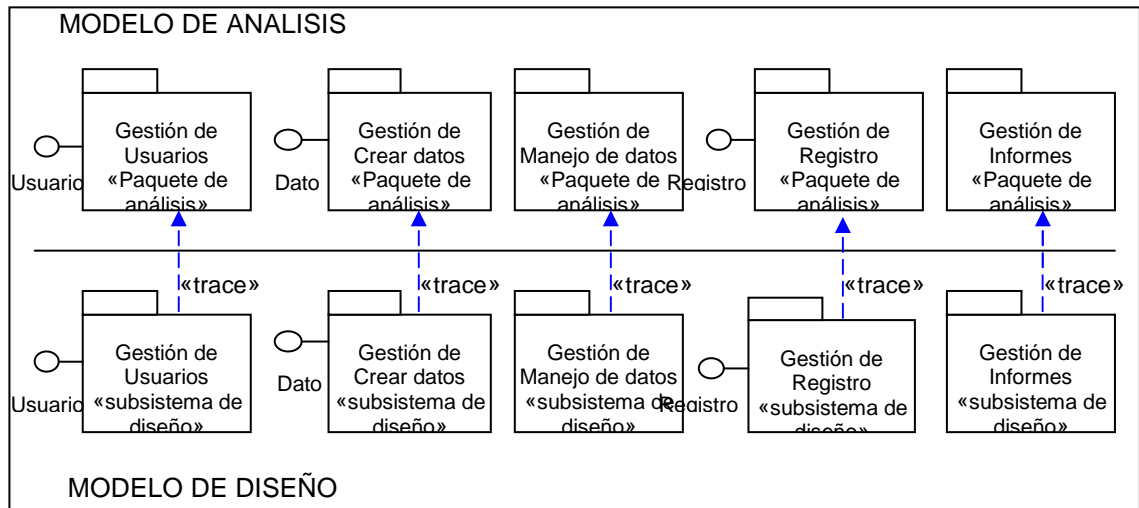 MODELO DE ANALISIS
Gestión de
Usuarios
«Paquete de
análisis»
Usuario
Gestión de
Crear datos
«Paquete de
análisis»
Dato
Gestión de
Manejo de datos
«Paquete de
análisis»
Gestión de
Registro
«Paquete de
análisis»
Registro
Gestión de
Informes
«Paquete de
análisis»
«trace»
«trace»
«trace»
«trace»
«trace»
Gestión de
Usuarios
«subsistema de
diseño»
Usuario
Gestión de
Crear datos
«subsistema de
diseño»
Dato
Gestión de
Manejo de datos
«subsistema de
diseño»
Gestión de
Registro
«subsistema de
diseño»
Registro
Gestión de
Informes
«subsistema de
diseño»
MODELO DE DISEÑO